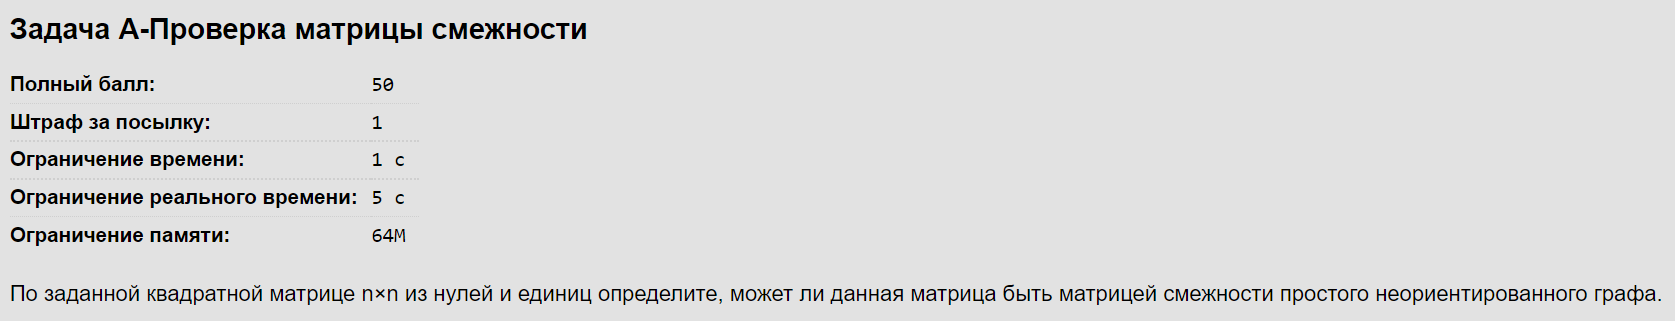 Задача A-Проверка матрицы смежности
Полный балл: 50
Штраф за посылку: 1
Ограничение времени: 1 с
Ограничение реального времени: 5 с
Ограничение памяти: 64M
По заданной квадратной матрице n×n из нулей и единиц определите, может ли данная матрица быть матрицей смежности простого неориентированного графа.